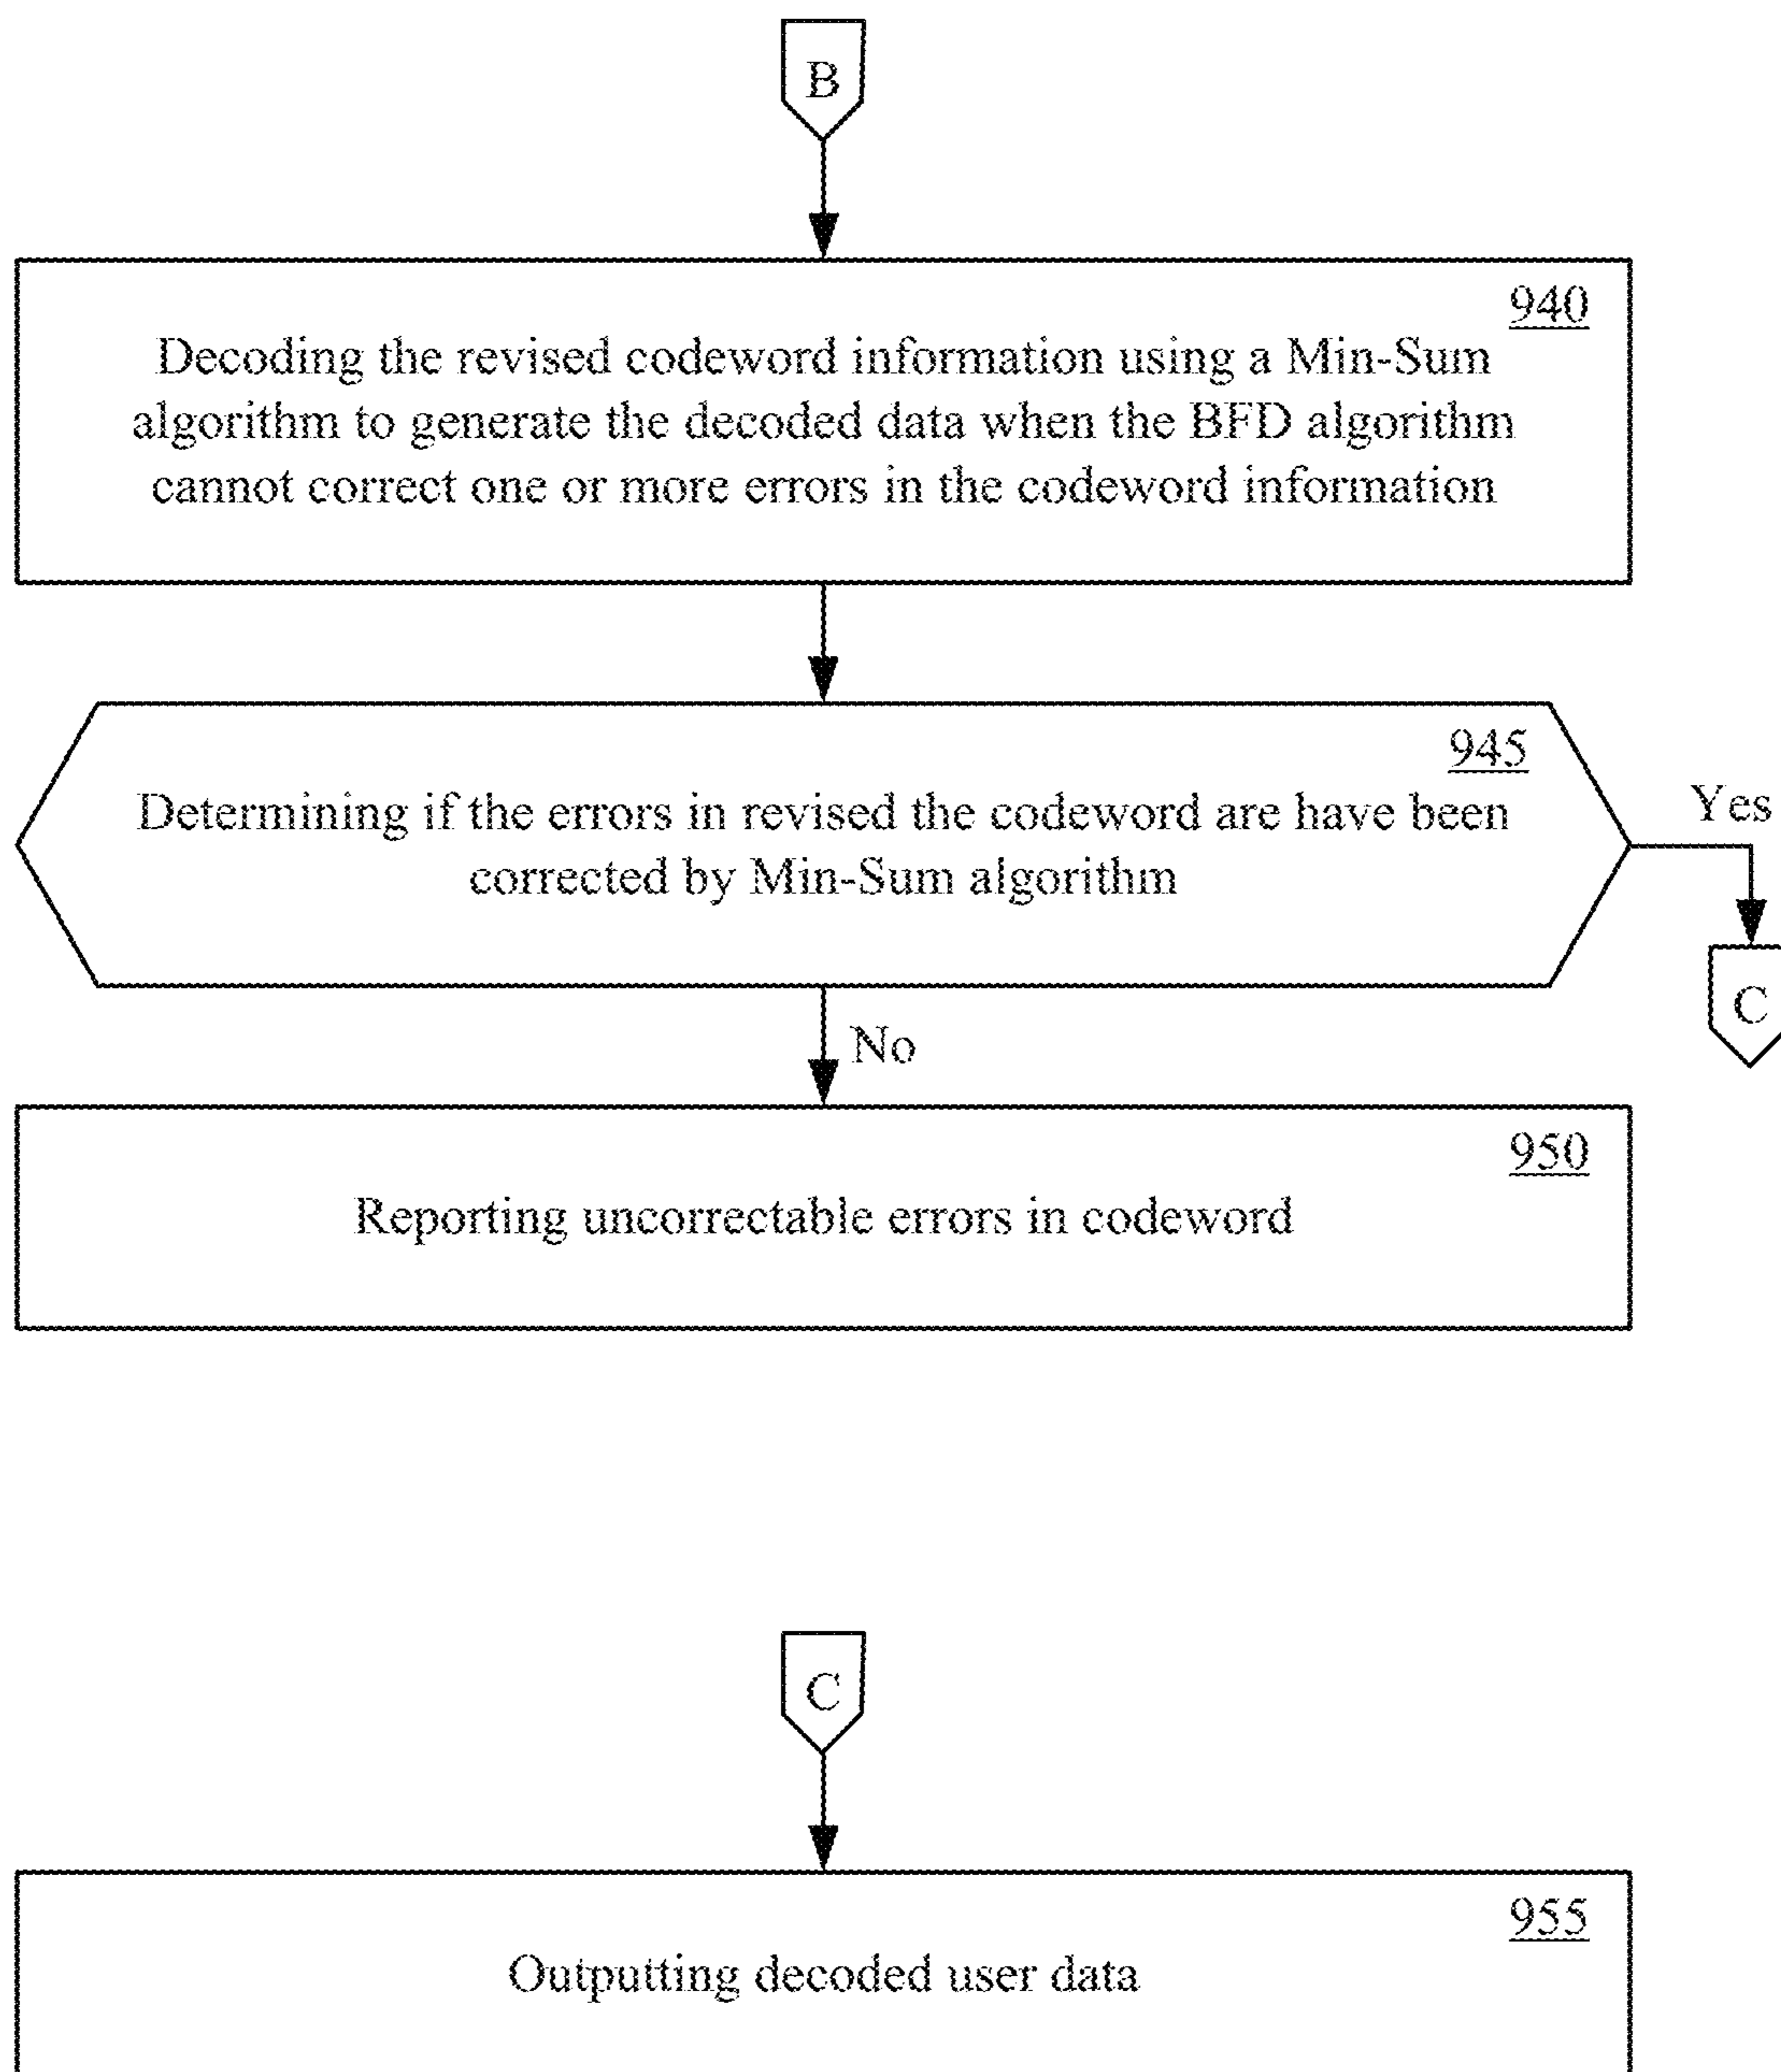 B
940
Decoding the revised codeword information using a Min-Sum
algorithm to generate the decoded data when the BFD algorithm
cannot correct one or more errors in the codeword information
945
Determining if the errors in revised the codeword are have been
corrected by Min-Sum algorithm
Yes
C
No
950
Reporting uncorrectable errors in codeword
C
955
Outputting decoded user data